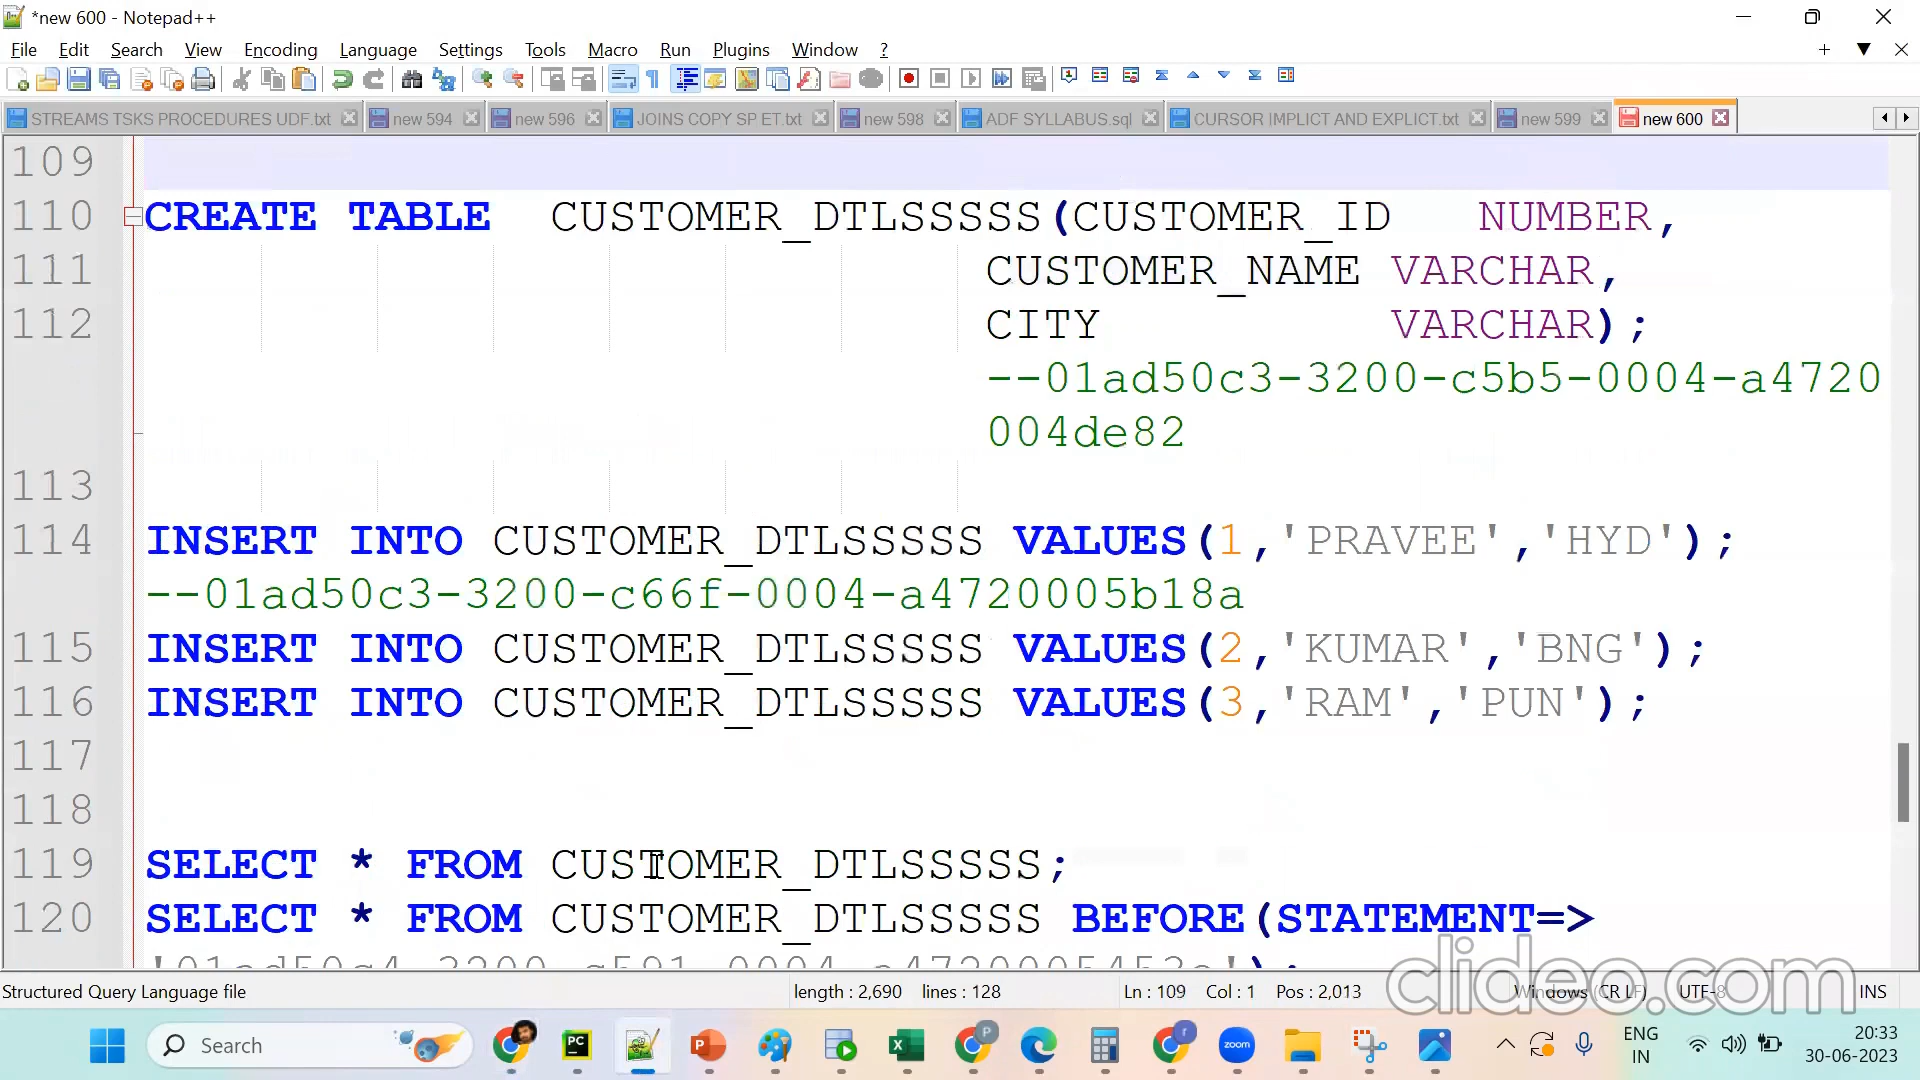 *new 600 - Notepad++
File Edit Search View Encoding Language Settings Tools Macro Run Plugins Window ?
STREAMS TSKS PROCEDURES UDF.txt new 594 new 596 JOINS COPY SP ET.txt new 598 ADF SYLLABUS.sql CURSOR IMPLICT AND EXPLICT.txt new 599 new 600
109
110 CREATE TABLE CUSTOMER_DTLSSSSS(CUSTOMER_ID NUMBER,
111 CUSTOMER_NAME VARCHAR,
112 CITY VARCHAR);
--01ad50c3-3200-c5b5-0004-a4720
004de82
113
114 INSERT INTO CUSTOMER_DTLSSSSS VALUES(1,'PRAVEE','HYD');
--01ad50c3-3200-c66f-0004-a4720005b18a
115 INSERT INTO CUSTOMER_DTLSSSSS VALUES(2,'KUMAR','BNG');
116 INSERT INTO CUSTOMER_DTLSSSSS VALUES(3,'RAM','PUN');
117
118
119 SELECT * FROM CUSTOMER_DTLSSSSS;
120 SELECT * FROM CUSTOMER_DTLSSSSS BEFORE(STATEMENT=>
clideo.com
Structured Query Language file length : 2,690 lines : 128 Ln : 109 Col : 1 Pos : 2,013 Windows (CR LF) UTF-8 INS
Search
PC
P
r
zoom
ENG
IN
20:33
30-06-2023